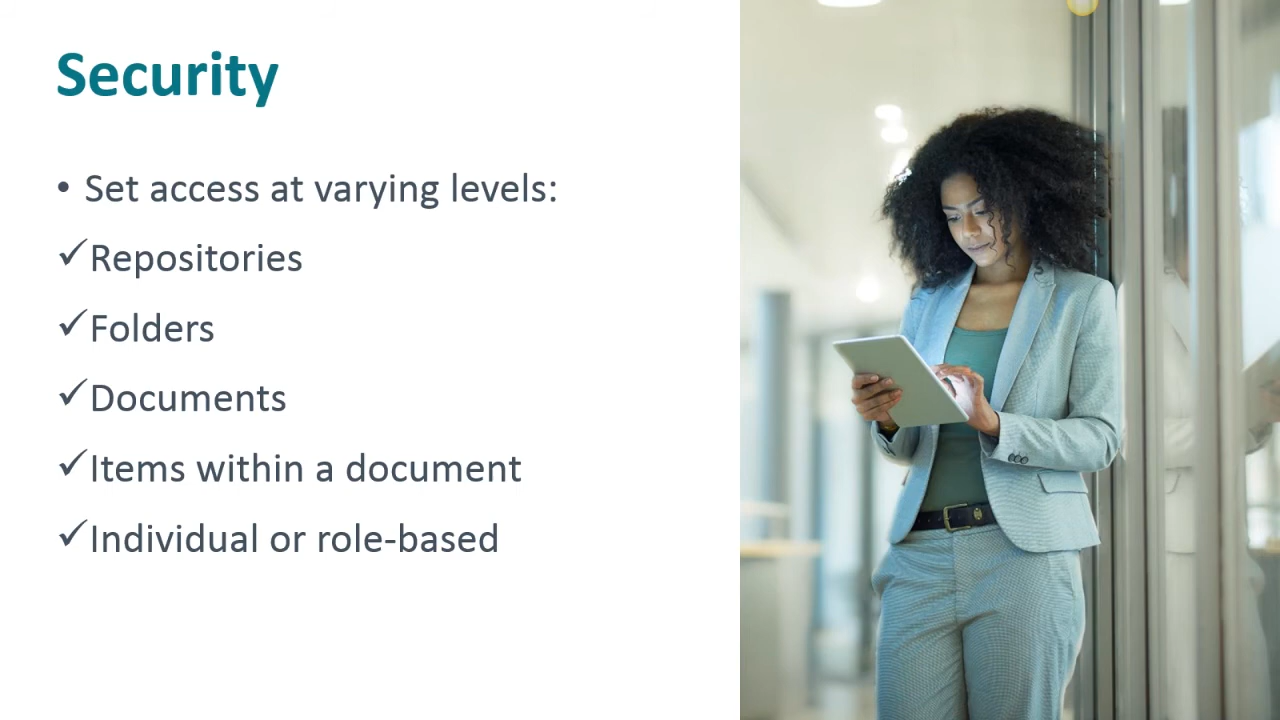 Security
• Set access at varying levels:
✓Repositories
✓Folders
✓Documents
✓Items within a document
✓Individual or role-based